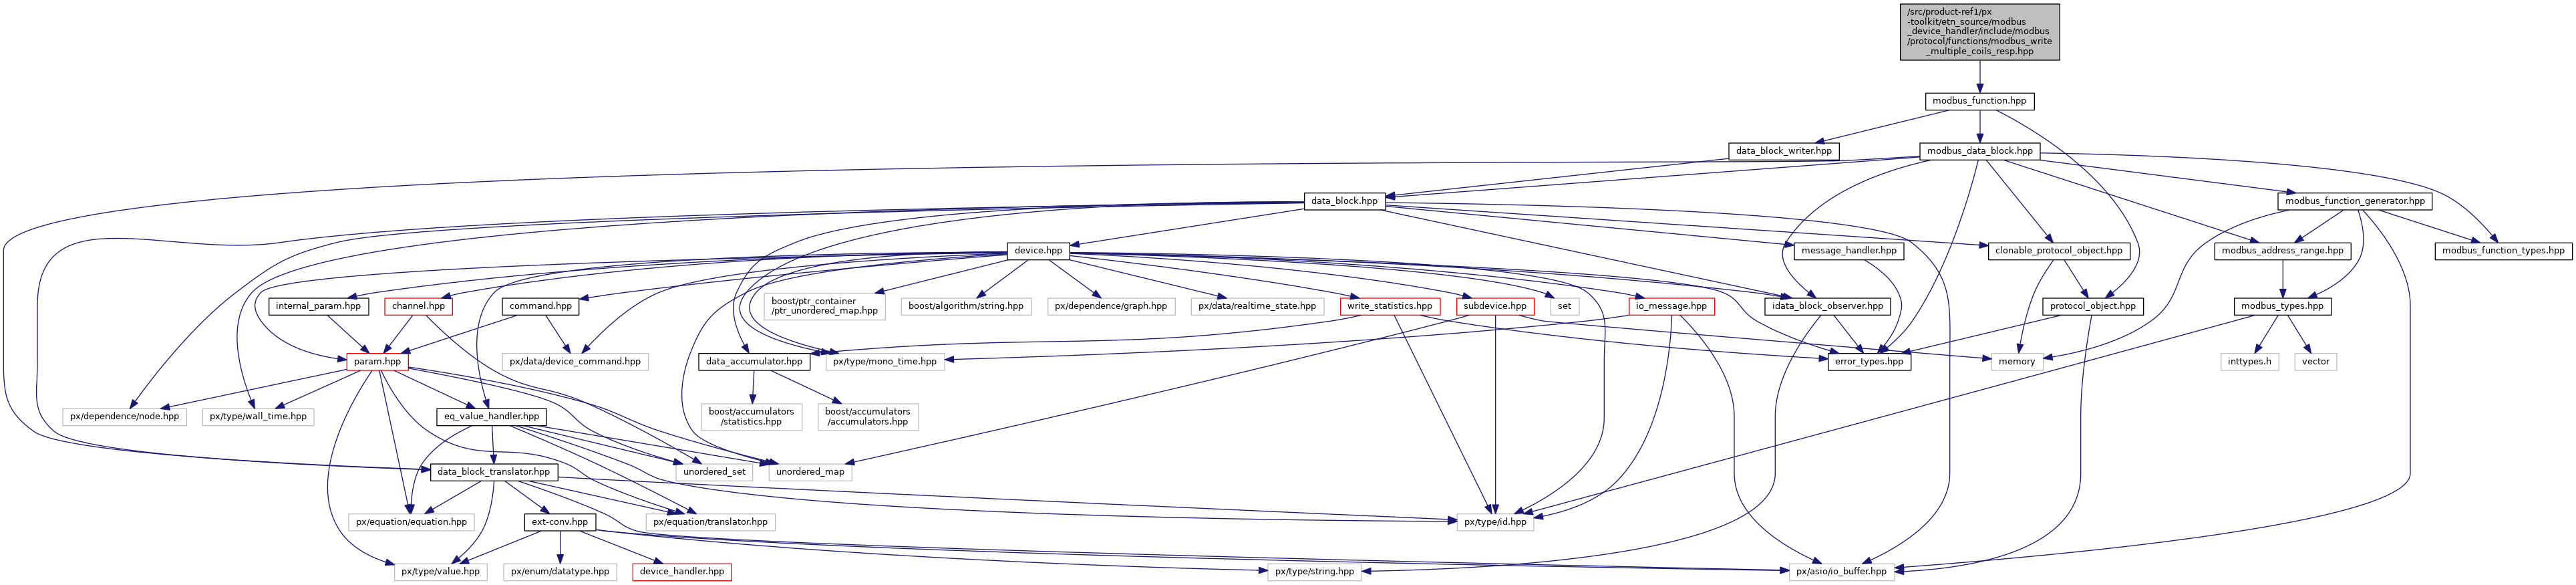 /src/product-ref1/px
-toolkit/etn_source/modbus
_device_handler/include/modbus
/protocol/functions/modbus_write
_multiple_coils_resp.hpp
modbus_function.hpp
data_block_writer.hpp
modbus_data_block.hpp
data_block.hpp
modbus_function_generator.hpp
device.hpp
message_handler.hpp
clonable_protocol_object.hpp
modbus_address_range.hpp
modbus_function_types.hpp
internal_param.hpp
channel.hpp
command.hpp
boost/ptr_container
/ptr_unordered_map.hpp
boost/algorithm/string.hpp
px/dependence/graph.hpp
px/data/realtime_state.hpp
write_statistics.hpp
subdevice.hpp
set
io_message.hpp
idata_block_observer.hpp
protocol_object.hpp
modbus_types.hpp
param.hpp
px/data/device_command.hpp
data_accumulator.hpp
px/type/mono_time.hpp
error_types.hpp
memory
inttypes.h
vector
px/dependence/node.hpp
px/type/wall_time.hpp
eq_value_handler.hpp
boost/accumulators
/statistics.hpp
boost/accumulators
/accumulators.hpp
data_block_translator.hpp
unordered_set
unordered_map
px/equation/equation.hpp
ext-conv.hpp
px/equation/translator.hpp
px/type/id.hpp
px/type/value.hpp
px/enum/datatype.hpp
device_handler.hpp
px/type/string.hpp
px/asio/io_buffer.hpp